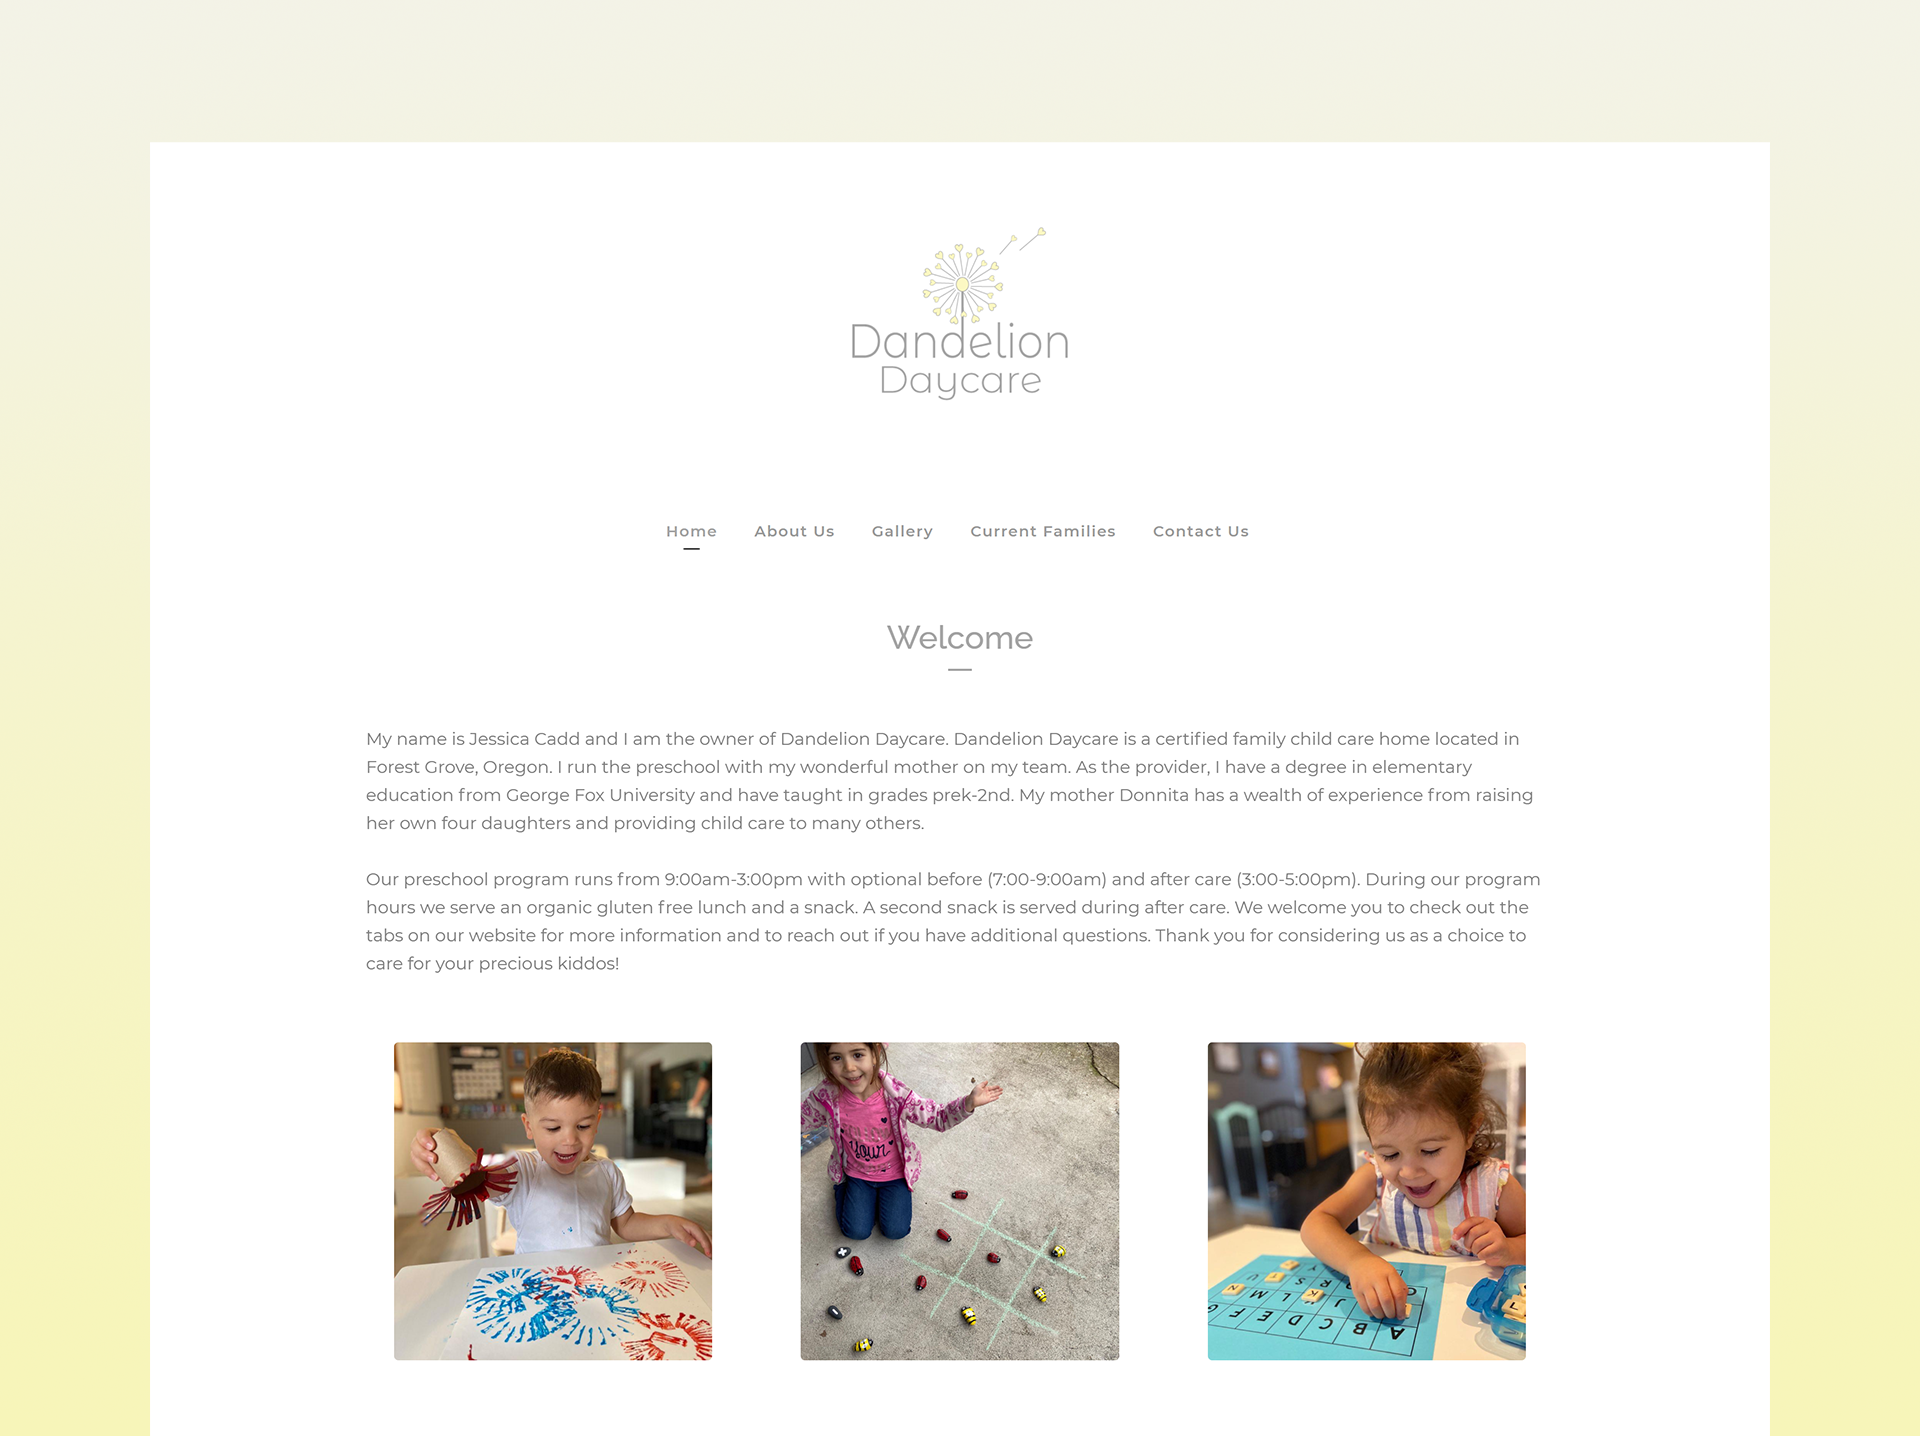 Dandelion
Daycare
Home About Us Gallery Current Families Contact Us
Welcome
My name is Jessica Cadd and I am the owner of Dandelion Daycare. Dandelion Daycare is a certified family child care home located in
Forest Grove, Oregon. I run the preschool with my wonderful mother on my team. As the provider, I have a degree in elementary
education from George Fox University and have taught in grades prek-2nd. My mother Donnita has a wealth of experience from raising
her own four daughters and providing child care to many others.
Our preschool program runs from 9:00am-3:00pm with optional before (7:00-9:00am) and after care (3:00-5:00pm). During our program
hours we serve an organic gluten free lunch and a snack. A second snack is served during after care. We welcome you to check out the
tabs on our website for more information and to reach out if you have additional questions. Thank you for considering us as a choice to
care for your precious kiddos!
your
A B C D E F G
J K L M N
R S U
Y
L